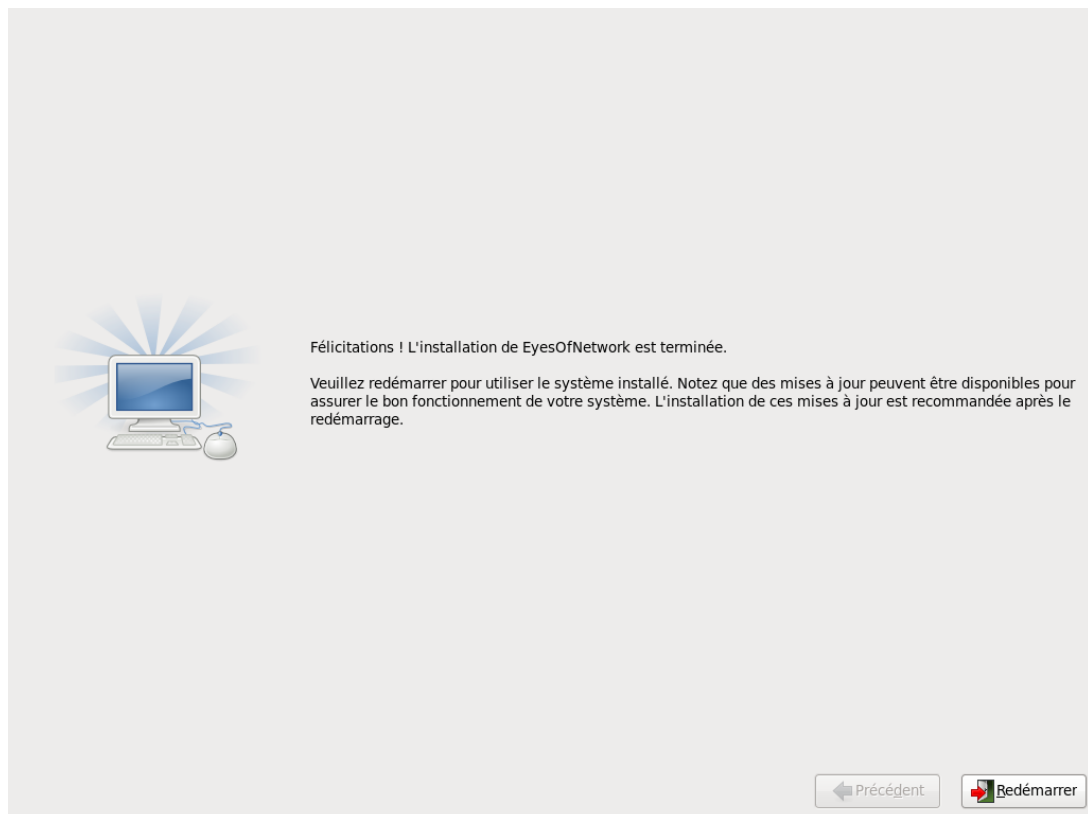 Félicitations ! L'installation de EyesOfNetwork est terminée.
Veuillez redémarrer pour utiliser le système installé. Notez que des mises à jour peuvent être disponibles pour
assurer le bon fonctionnement de votre système. L'installation de ces mises à jour est recommandée après le
redémarrage.
Précédent
Redémarrer